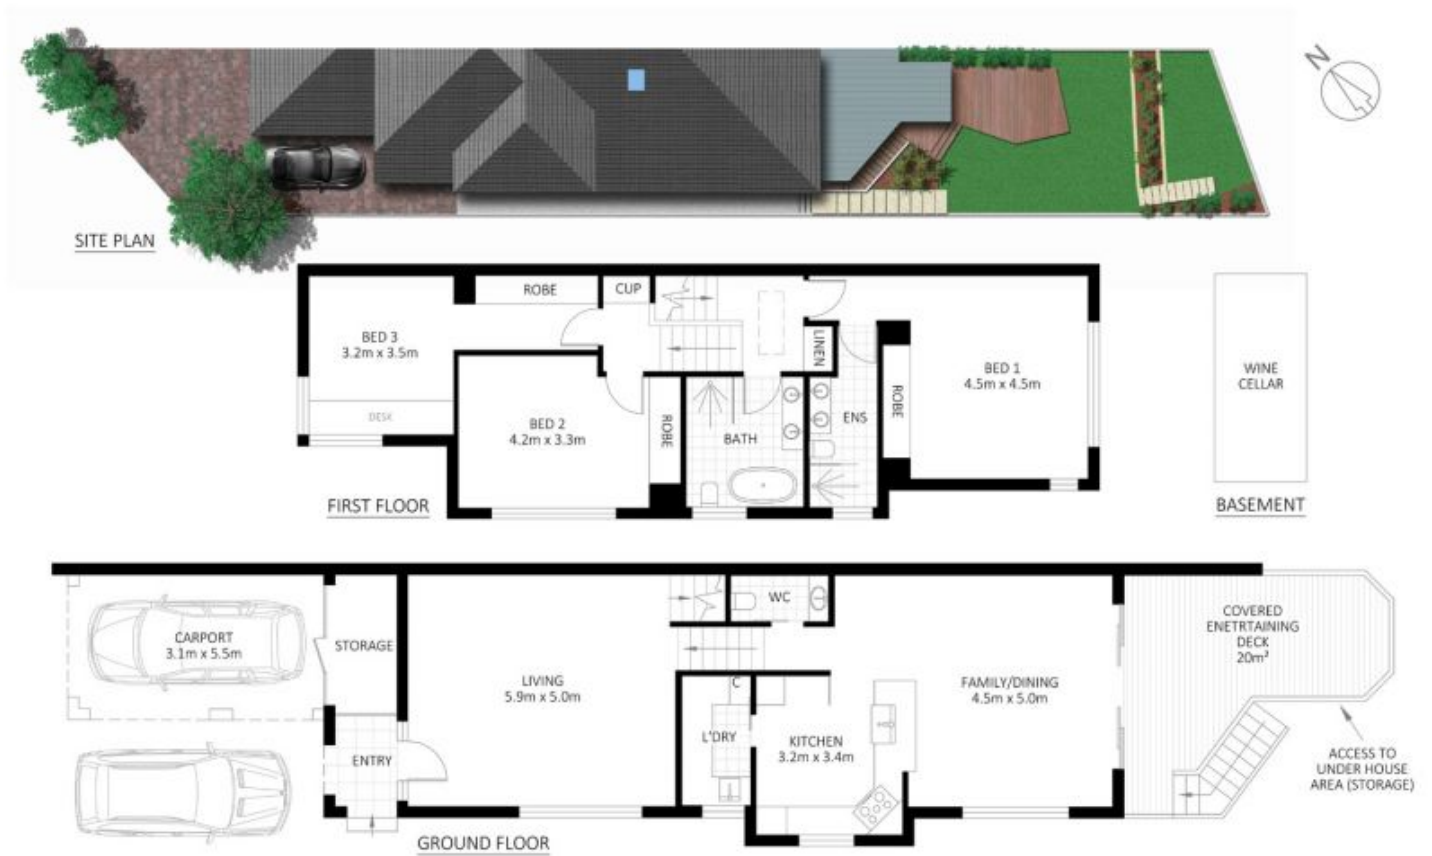 N
SITE PLAN
ROBE
CUP
BED 3
3.2m x 3.5m
LINEN
WINE
CELLAR
BED 1
4.5m x 4.5m
ROBE
DESK
BED 2
4.2m x 3.3m
ROBE
BATH
ENS
FIRST FLOOR
BASEMENT
WC
CARPORT
3.1m x 5.5m
STORAGE
COVERED
ENETRTAINING
DECK
20m²
LIVING
5.9m x 5.0m
C
FAMILY/DINING
4.5m x 5.0m
L'DRY
KITCHEN
3.2m x 3.4m
ENTRY
ACCESS TO
UNDER HOUSE
AREA (STORAGE)
GROUND FLOOR